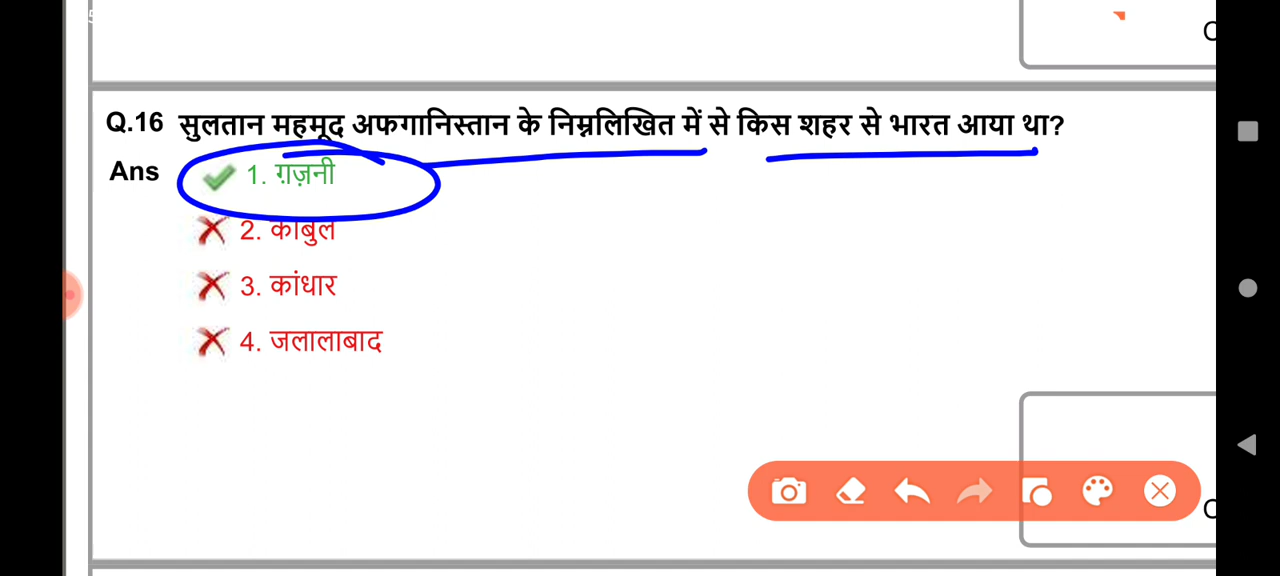 Q.16 सुलतान महमूद अफगानिस्तान के निम्नलिखित में से किस शहर से भारत आया था?
Ans 1. ग़ज़नी
2. काबुल
3. कांधार
4. जलालाबाद